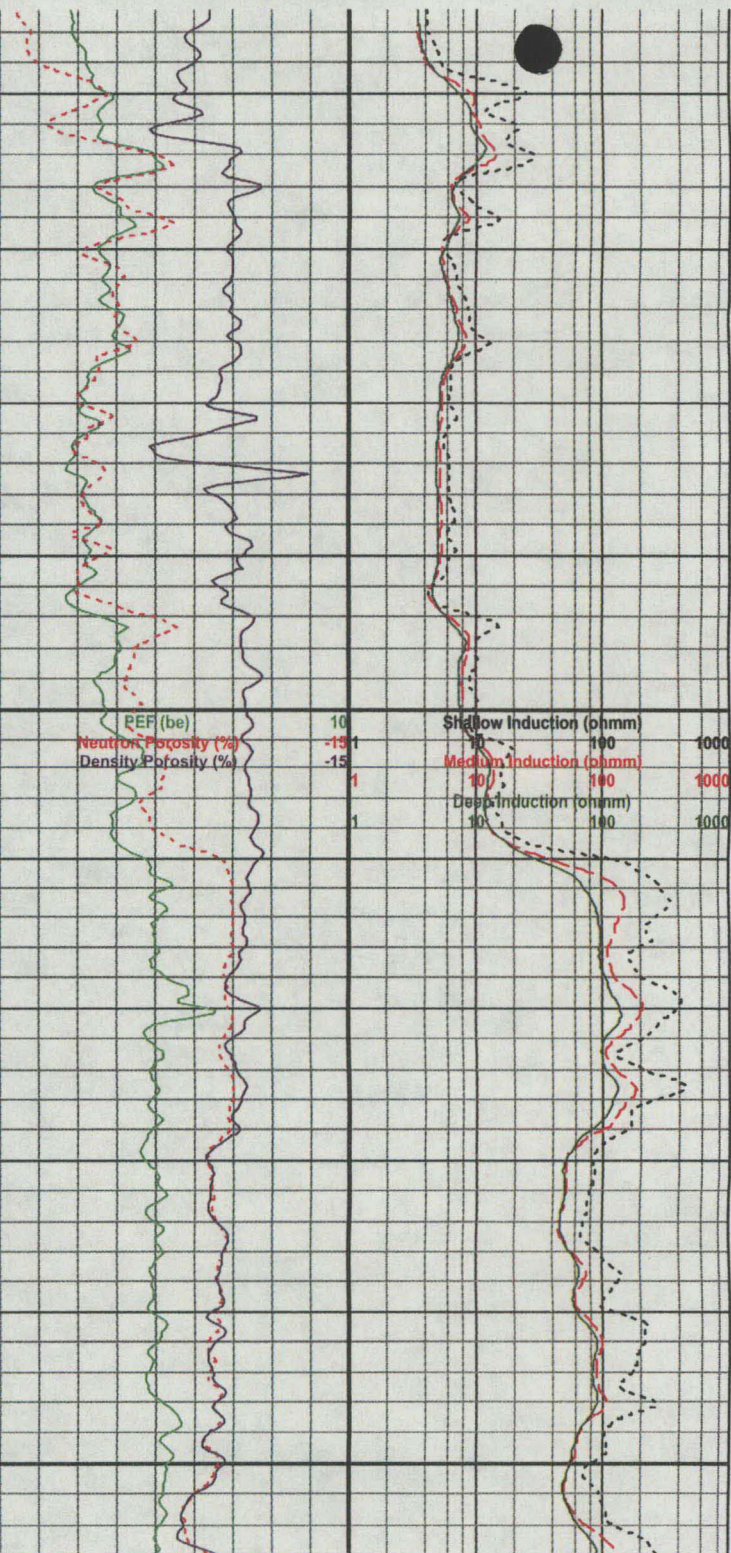 PEF (be) 10 Shallow Induction (ohmm)
Neutron Porosity (%) -15 1 10 100 1000
Density Porosity (%) -15 Medium Induction (ohmm)
1 10 100 1000
Deep Induction (ohmm)
1 10 100 1000